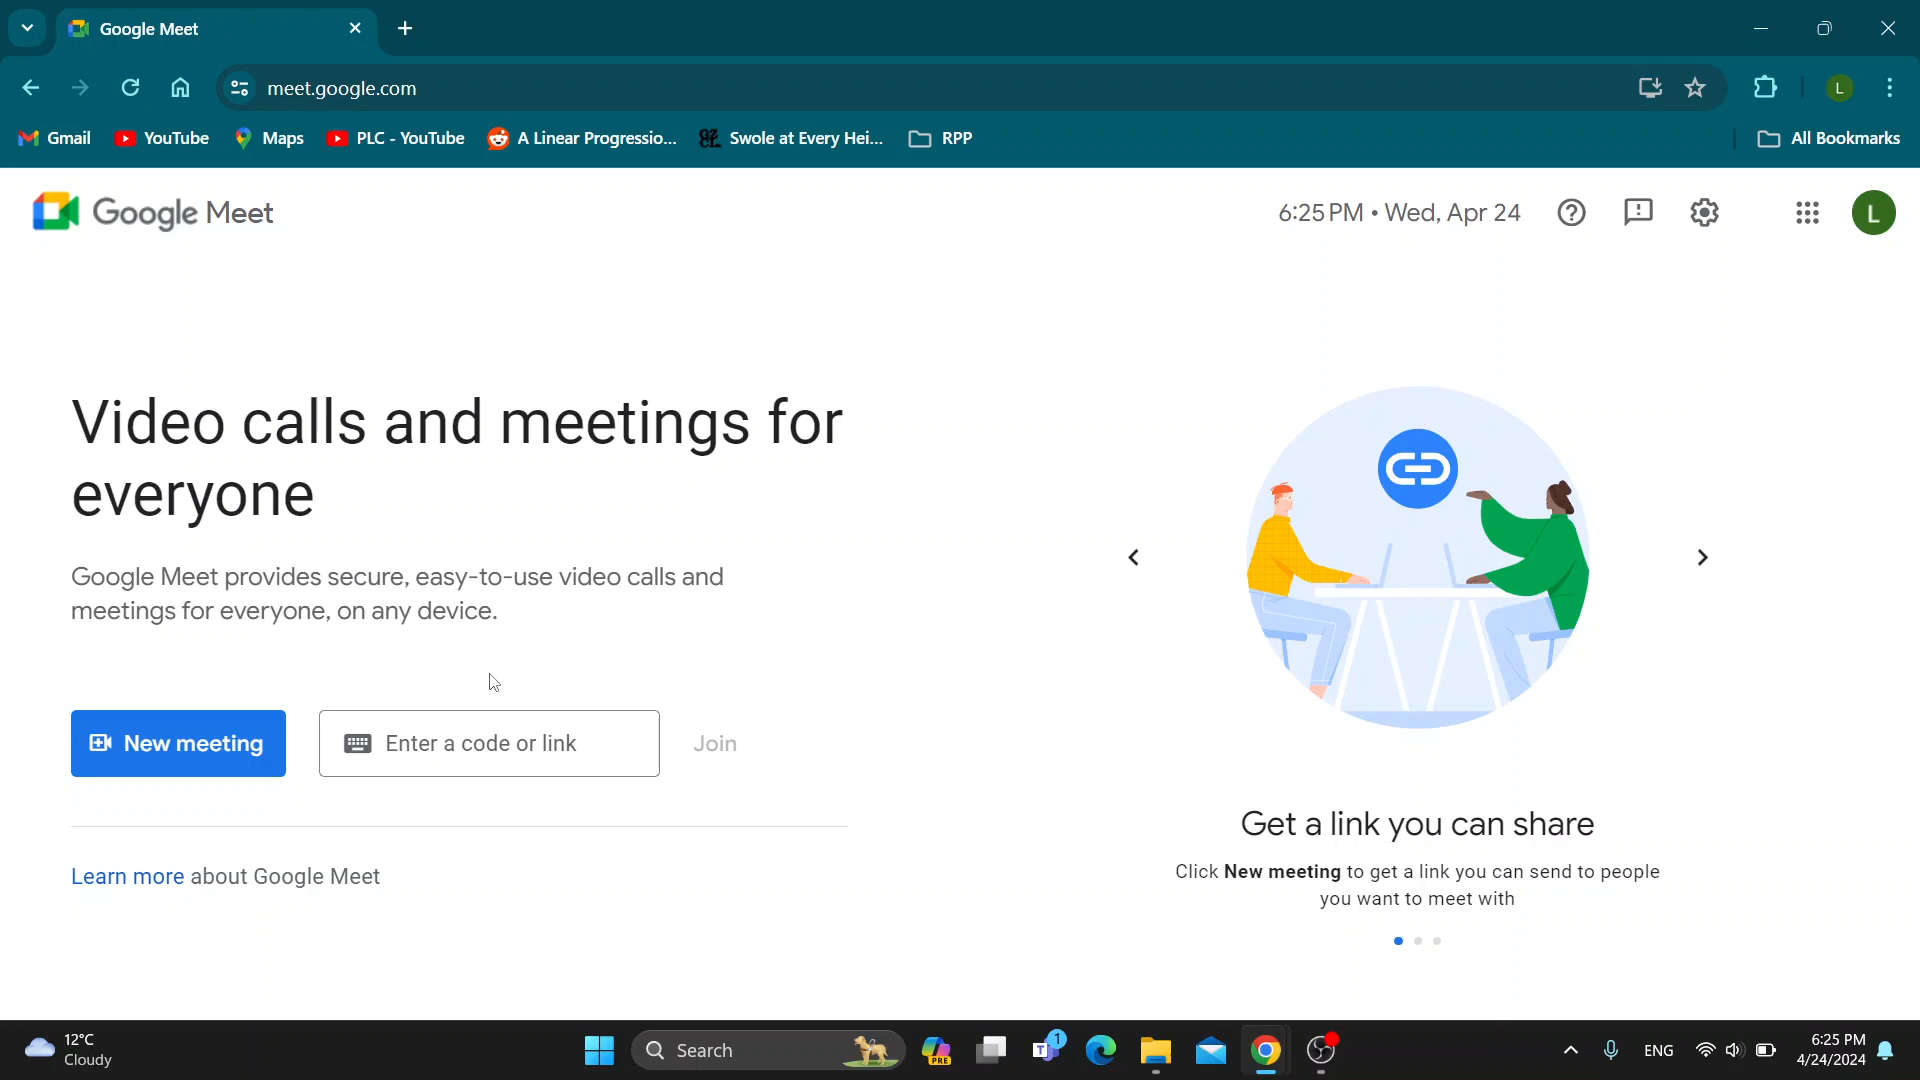 Google Meet
meet.google.com
Gmail
YouTube
Maps
PLC - YouTube
A Linear Progressio...
Swole at Every Hei...
RPP
All Bookmarks
L
Google Meet
6:25 PM • Wed, Apr 24
L
Video calls and meetings for
everyone
Google Meet provides secure, easy-to-use video calls and
meetings for everyone, on any device.
New meeting
Enter a code or link
Join
Learn more about Google Meet
Get a link you can share
Click New meeting to get a link you can send to people
you want to meet with
12°C
Cloudy
Search
PRE
T
1
ENG
6:25 PM
4/24/2024